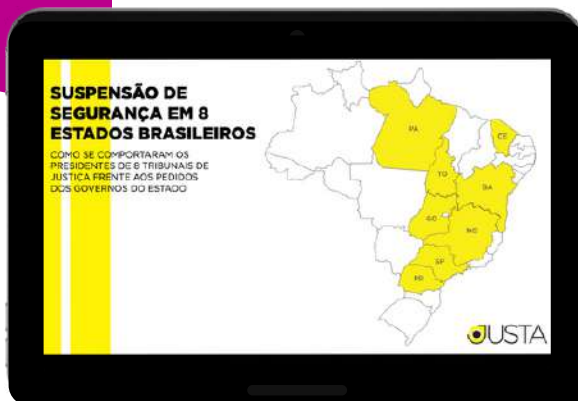 SUSPENSÃO DE
SEGURANÇA EM 8
ESTADOS BRASILEIROS
COMO SE COMPORTARAM OS
PRESIDENTES DE 8 TRIBUNAIS DE
JUSTIÇA FRENTE AOS PEDIDOS
DOS GOVERNOS DO ESTADO
PA
CE
TO
BA
GO
MG
SP
PR
JUSTA